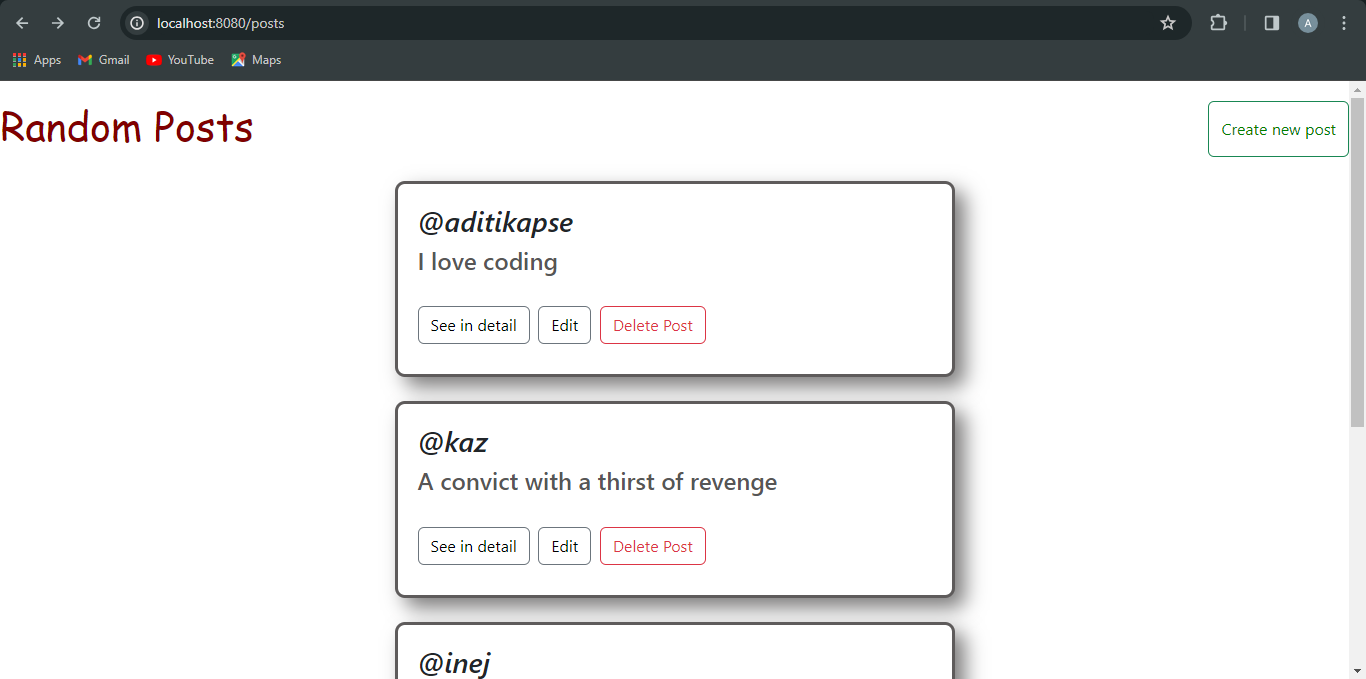 localhost:8080/posts
A
Apps Gmail YouTube Maps
Random Posts
Create new post
@aditikapse
I love coding
See in detail Edit Delete Post
@kaz
A convict with a thirst of revenge
See in detail Edit Delete Post
@inej